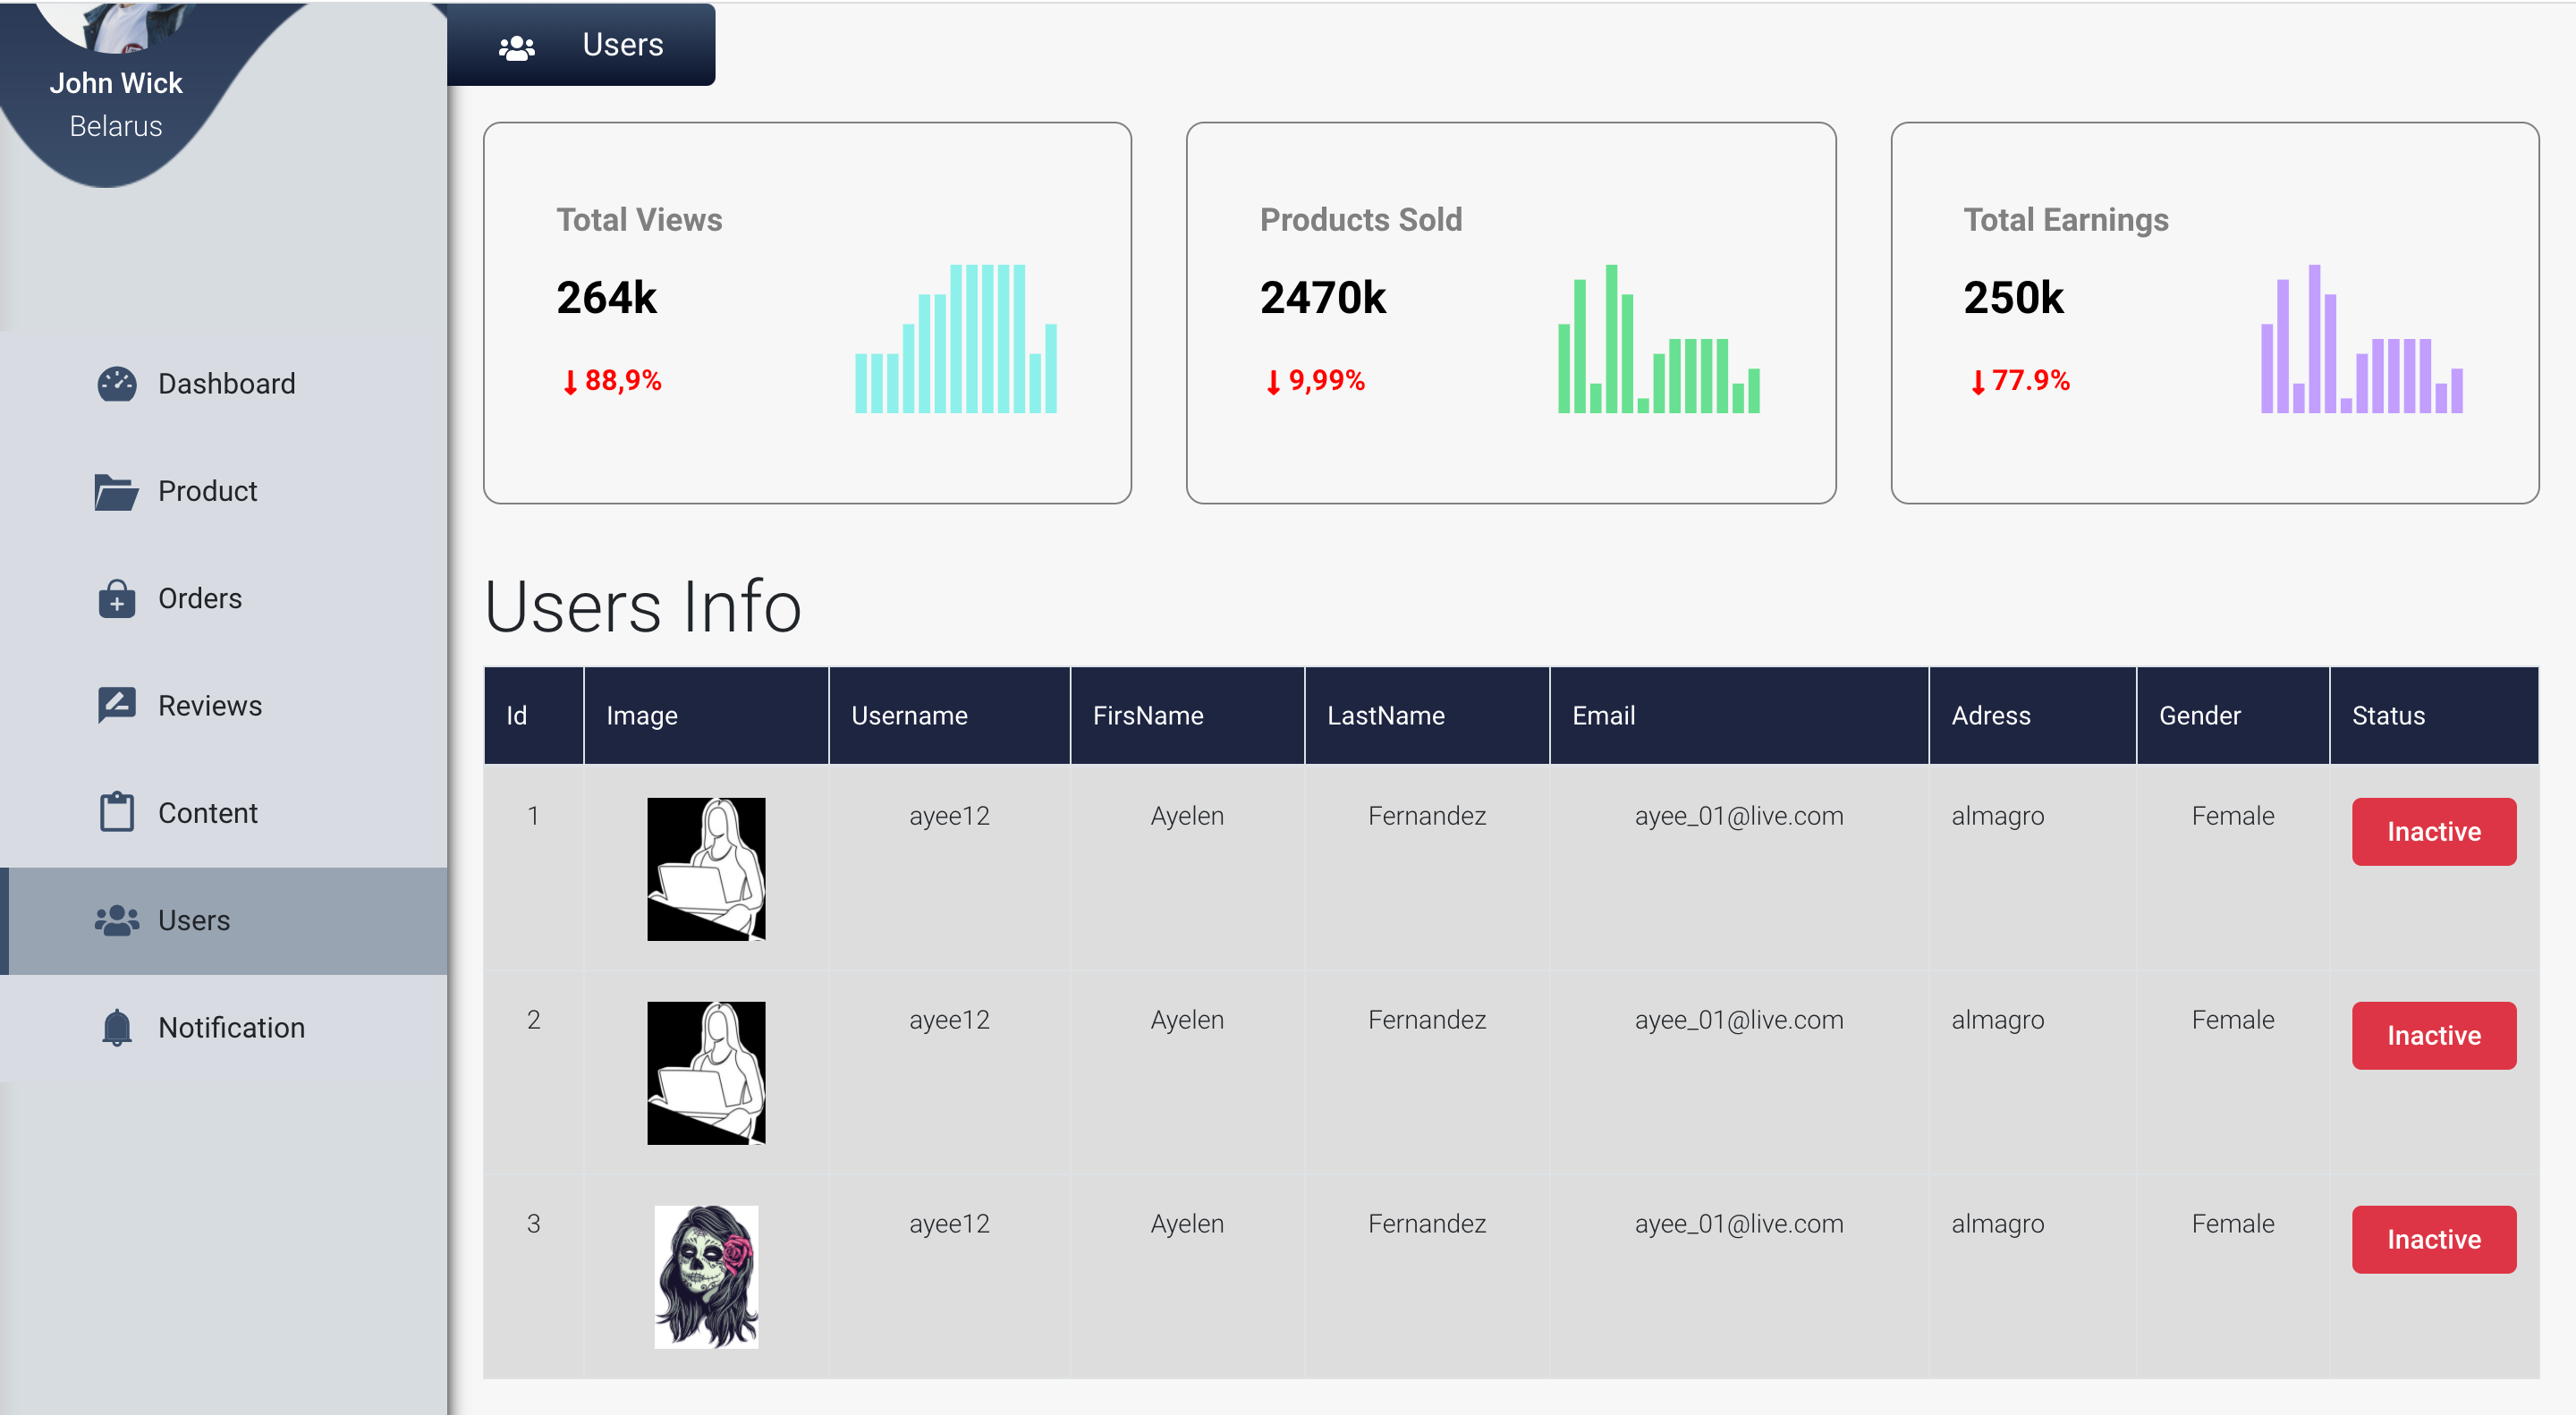 John Wick
Belarus
Dashboard
Product
Orders
Reviews
Content
Users
Notification
Users
Total Views
264k
88,9%
Products Sold
2470k
9,99%
Total Earnings
250k
77.9%
Users Info
Id Image Username FirsName LastName Email Adress Gender Status
1 ayee12 Ayelen Fernandez ayee_01@live.com almagro Female Inactive
2 ayee12 Ayelen Fernandez ayee_01@live.com almagro Female Inactive
3 ayee12 Ayelen Fernandez ayee_01@live.com almagro Female Inactive